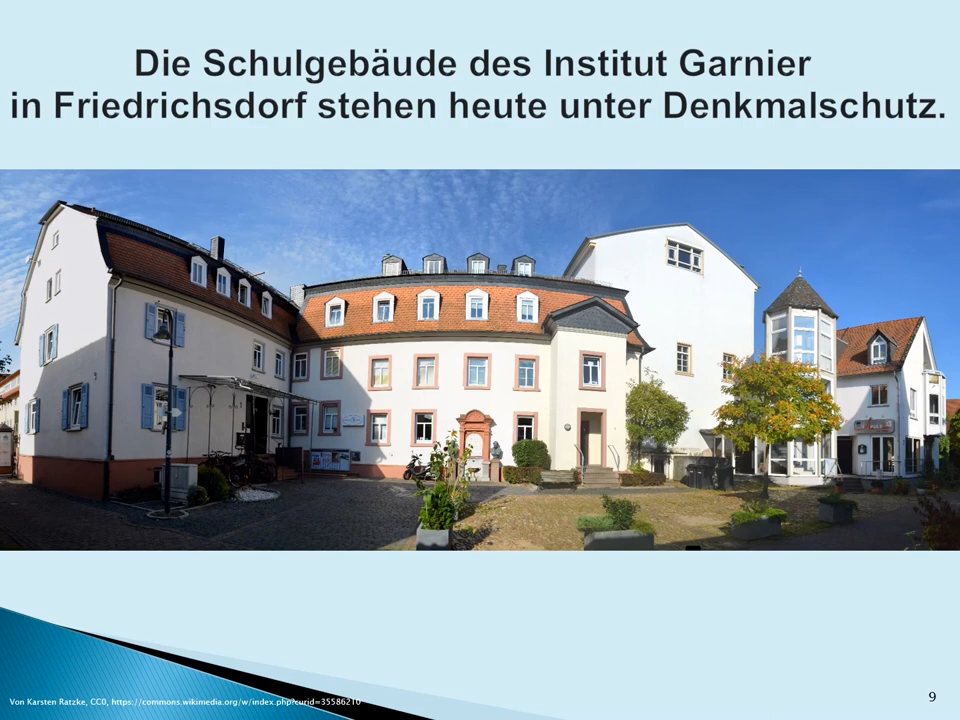 Die Schulgebäude des Institut Garnier
in Friedrichsdorf stehen heute unter Denkmalschutz.
Von Karsten Ratzke, CC0, https://commons.wikimedia.org/w/index.php?curid=35586210
9